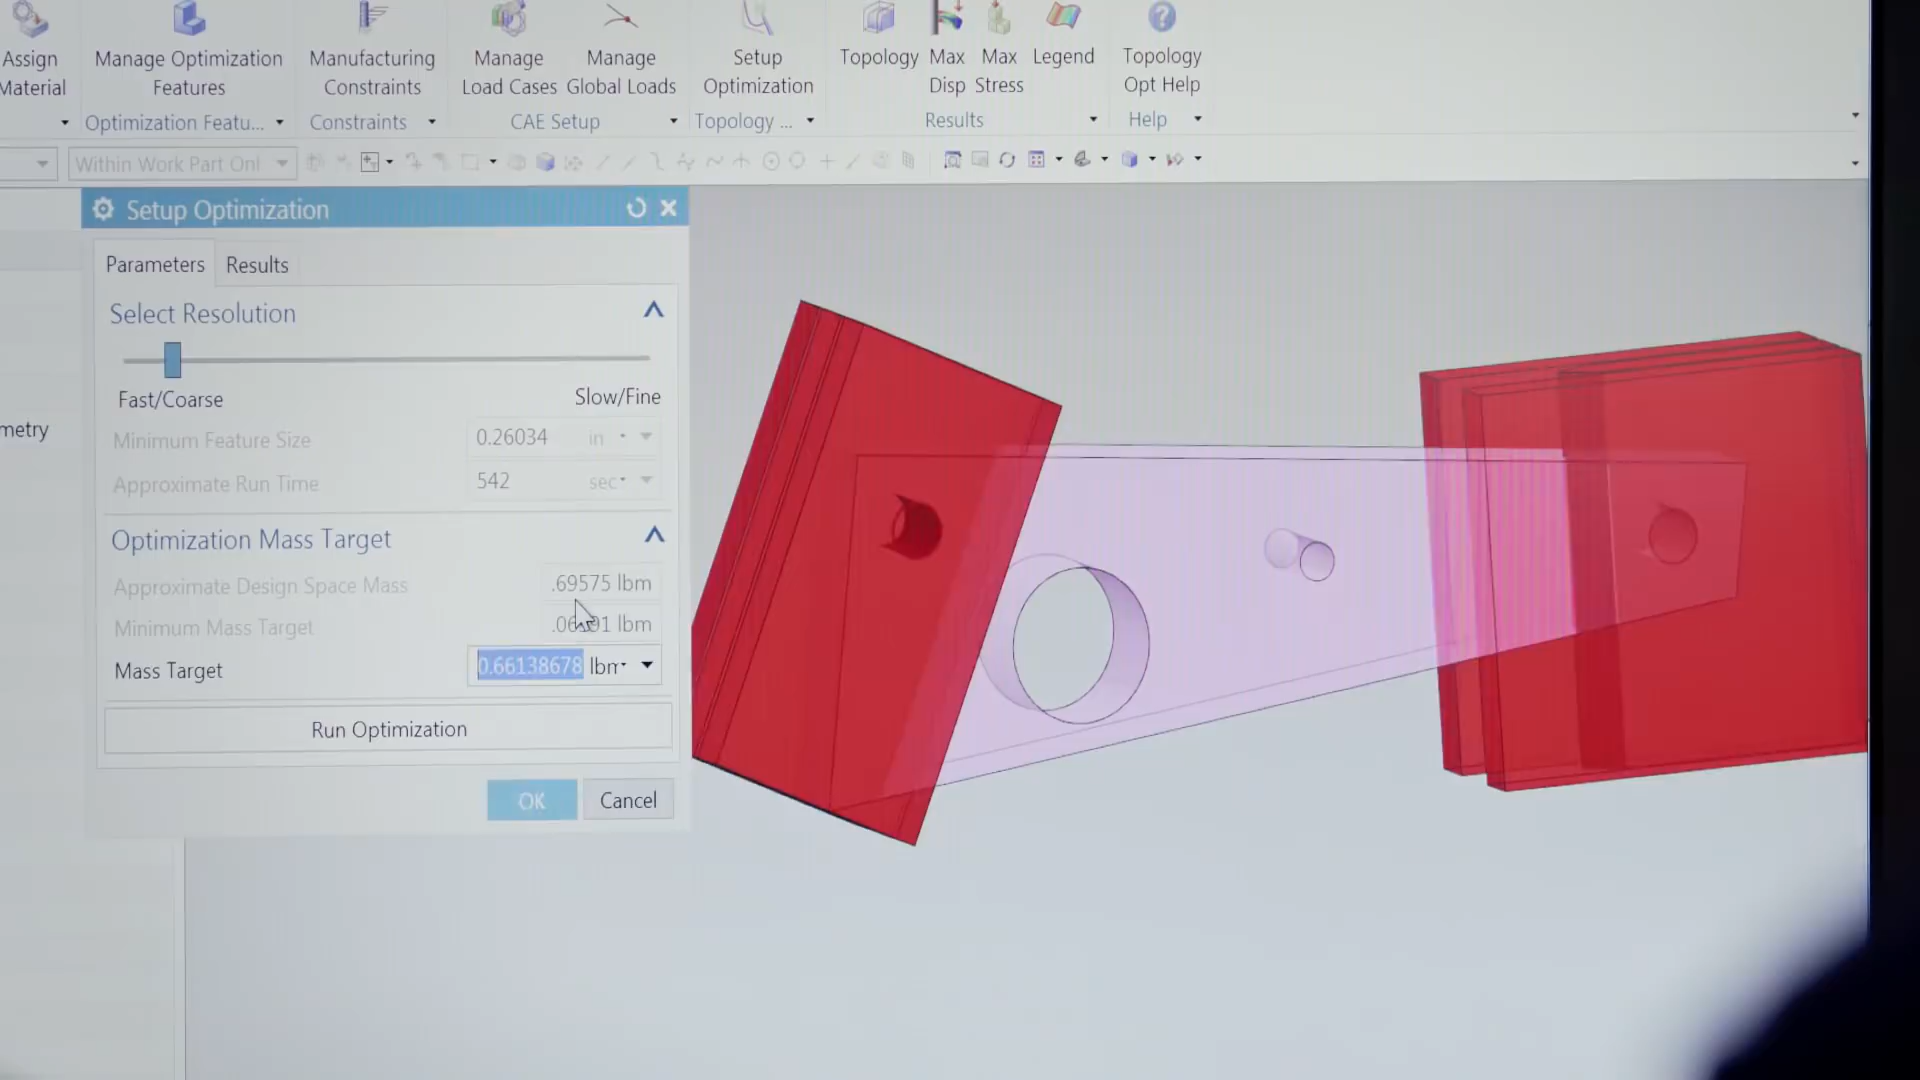 Assign
Material
Manage Optimization
Features
Manufacturing
Constraints
Manage
Load Cases
Manage
Global Loads
Setup
Optimization
Topology
Max
Disp
Max
Stress
Legend
Topology
Opt Help
Optimization Featu...
Constraints
CAE Setup
Topology ...
Results
Help
Within Work Part Onl
Setup Optimization
Parameters
Results
Select Resolution
Fast/Coarse
Slow/Fine
metry
Minimum Feature Size
0.26034 in
Approximate Run Time
542 sec
Optimization Mass Target
Approximate Design Space Mass
.69575 lbm
Minimum Mass Target
lbm
Mass Target
0.66138678 lbm
Run Optimization
OK
Cancel